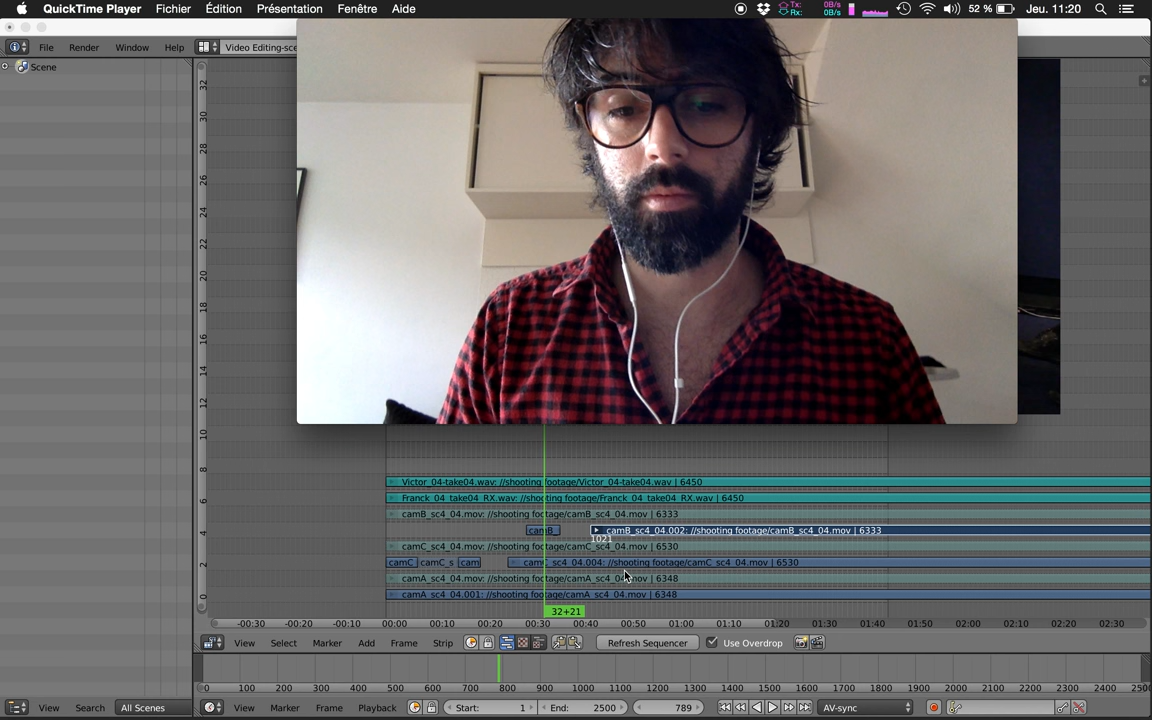 QuickTime Player Fichier Édition Présentation Fenêtre Aide Tx: 0B/s Rx: 0B/s 52 % Jeu. 11:20
File Render Window Help Video Editing-sce
Scene
32
30
28
26
24
22
20
18
16
14
12
10
8
Victor_04-take04.wav: //shooting footage/Victor_04-take04.wav | 6450
6 Franck_04_take04_RX.wav: //shooting footage/Franck_04_take04_RX.wav | 6450
camB_sc4_04.mov: //shooting footage/camB_sc4_04.mov | 6333
4 camB_ camB_sc4_04.002: //shooting footage/camB_sc4_04.mov | 6333
1021
camC_sc4_04.mov: //shooting footage/camC_sc4_04.mov | 6530
2 camC camC_s cam camC_sc4_04.004: //shooting footage/camC_sc4_04.mov | 6530
camA_sc4_04.mov: //shooting footage/camA_sc4_04.mov | 6348
0 camA_sc4_04.001: //shooting footage/camA_sc4_04.mov | 6348
32+21
-00:30 -00:20 -00:10 00:00 00:10 00:20 00:30 00:40 00:50 01:00 01:10 01:20 01:30 01:40 01:50 02:00 02:10 02:20 02:30
View Select Marker Add Frame Strip Refresh Sequencer Use Overdrop
0 100 200 300 400 500 600 700 800 900 1000 1100 1200 1300 1400 1500 1600 1700 1800 1900 2000 2100 2200 2300 2400 250
View Search All Scenes View Marker Frame Playback Start: 1 End: 2500 789 AV-sync